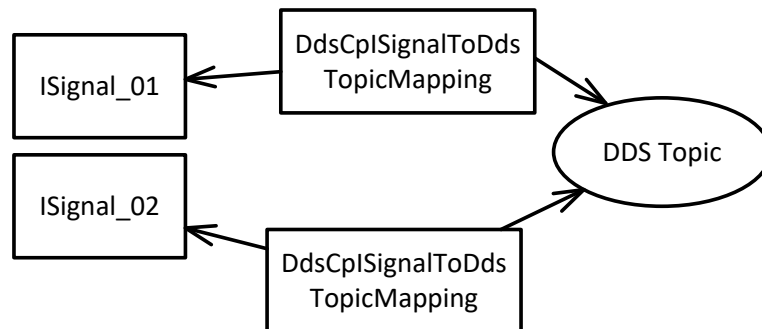 ISignal_01
DdsCpISignalToDds
TopicMapping
DDS Topic
ISignal_02
DdsCpISignalToDds
TopicMapping